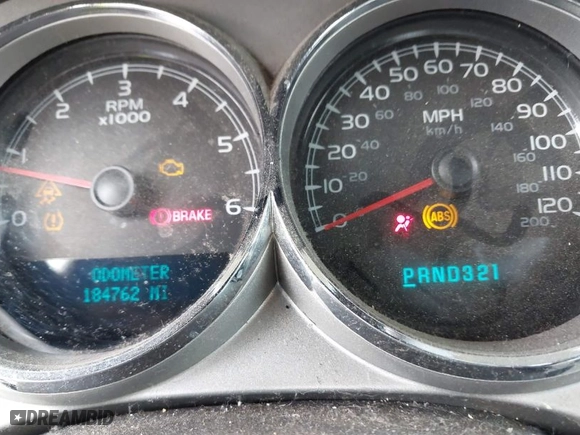 0 1 2 3 4 5 6
RPM
x1000
BRAKE
ODOMETER
184762 MI
0 10 20 30 40 50 60 70 80 90 100 110 120
0 20 40 60 80 100 120 140 160 180 200
MPH
km/h
ABS
PRND321
DREAMBID